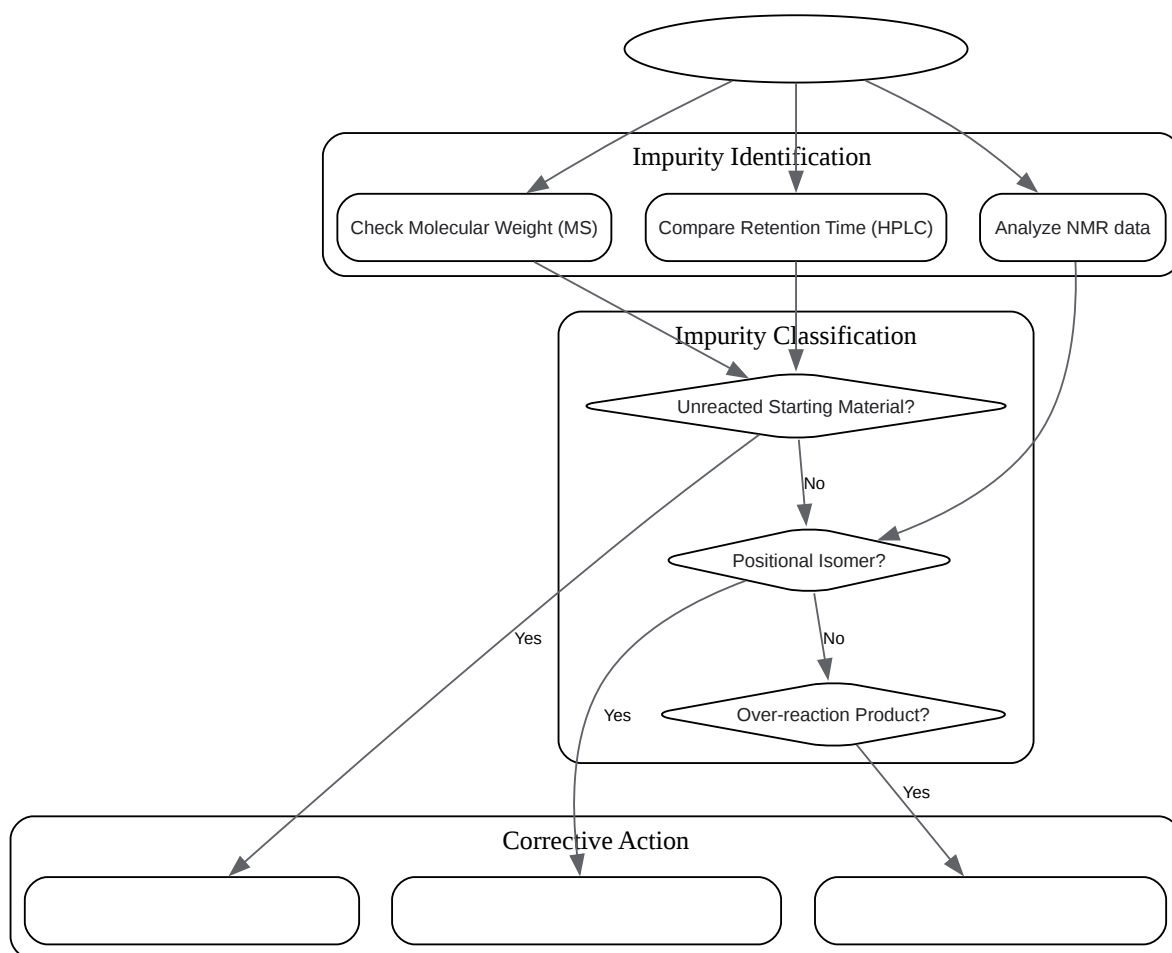 Impurity Identification
Check Molecular Weight (MS)
Compare Retention Time (HPLC)
Analyze NMR data
Impurity Classification
Unreacted Starting Material?
No
Positional Isomer?
Yes
No
Yes
Over-reaction Product?
Yes
Corrective Action